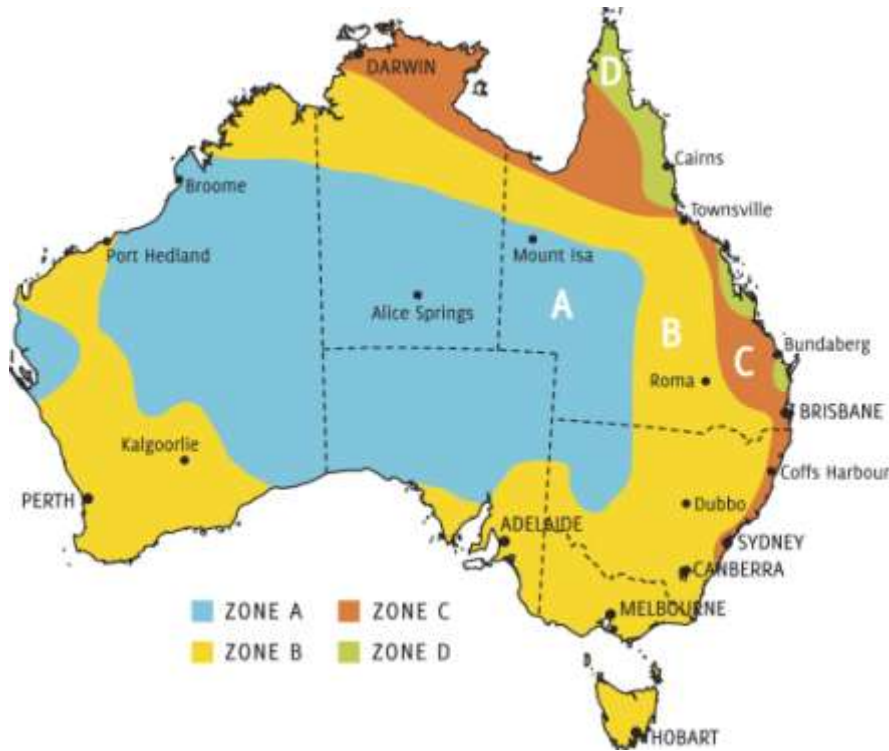 DARWIN
D
Cairns
Broome
Townsville
Port Hedland
Mount Isa
Alice Springs
A
B
C
Bundaberg
Roma
BRISBANE
Kalgoorlie
Coffs Harbour
PERTH
Dubbo
ADELAIDE
SYDNEY
CANBERRA
ZONE A
ZONE C
MELBOURNE
ZONE B
ZONE D
HOBART